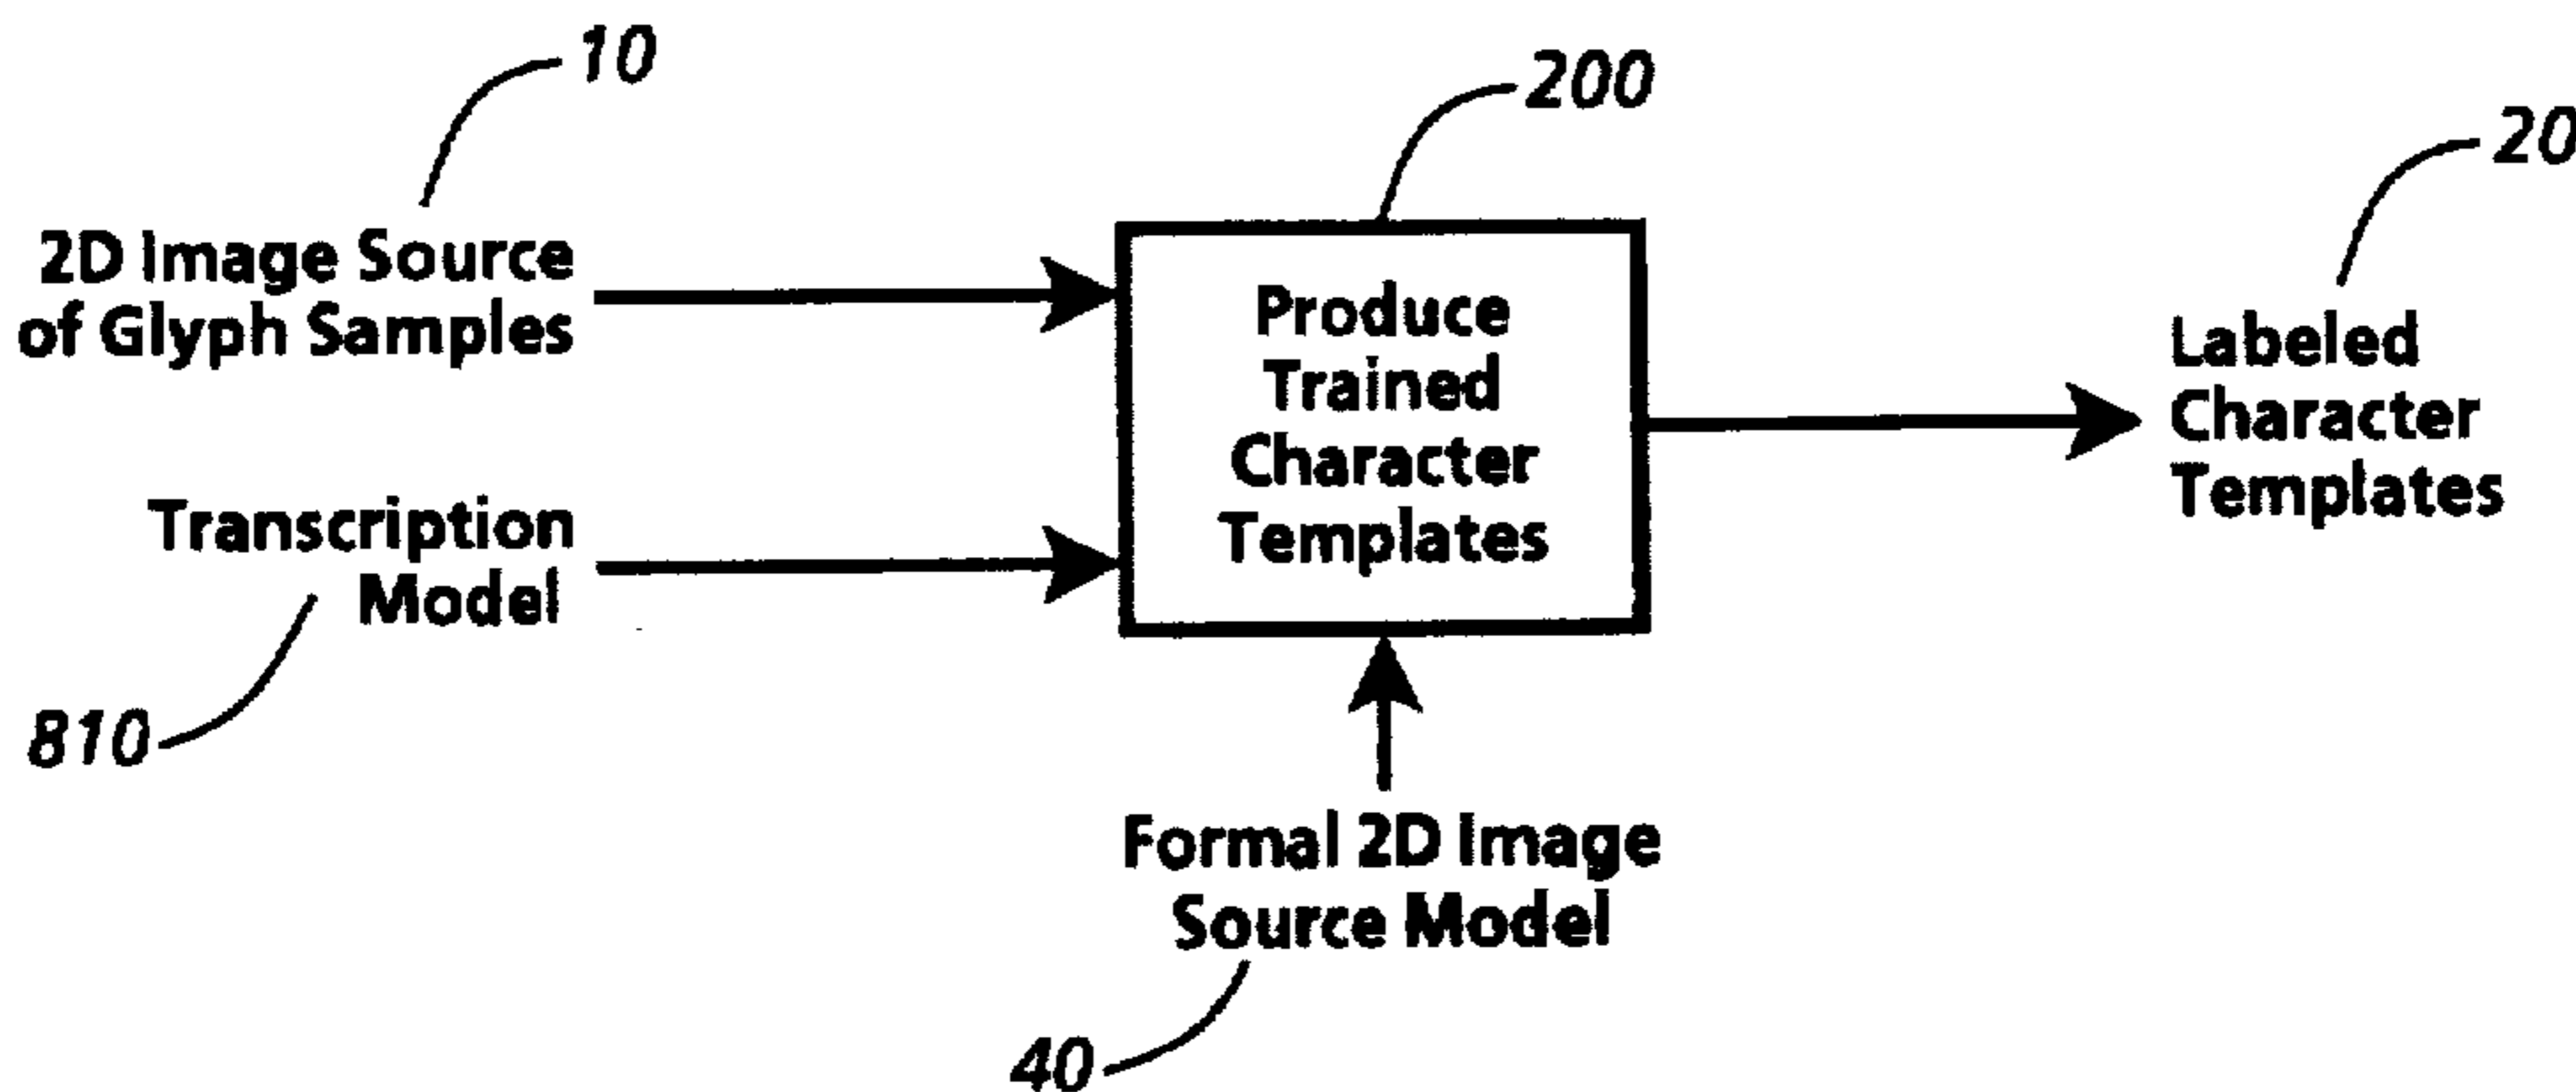 10
200
20
2D Image Source
of Glyph Samples
Produce
Trained
Character
Templates
Labeled
Character
Templates
Transcription
Model
810
Formal 2D Image
Source Model
40